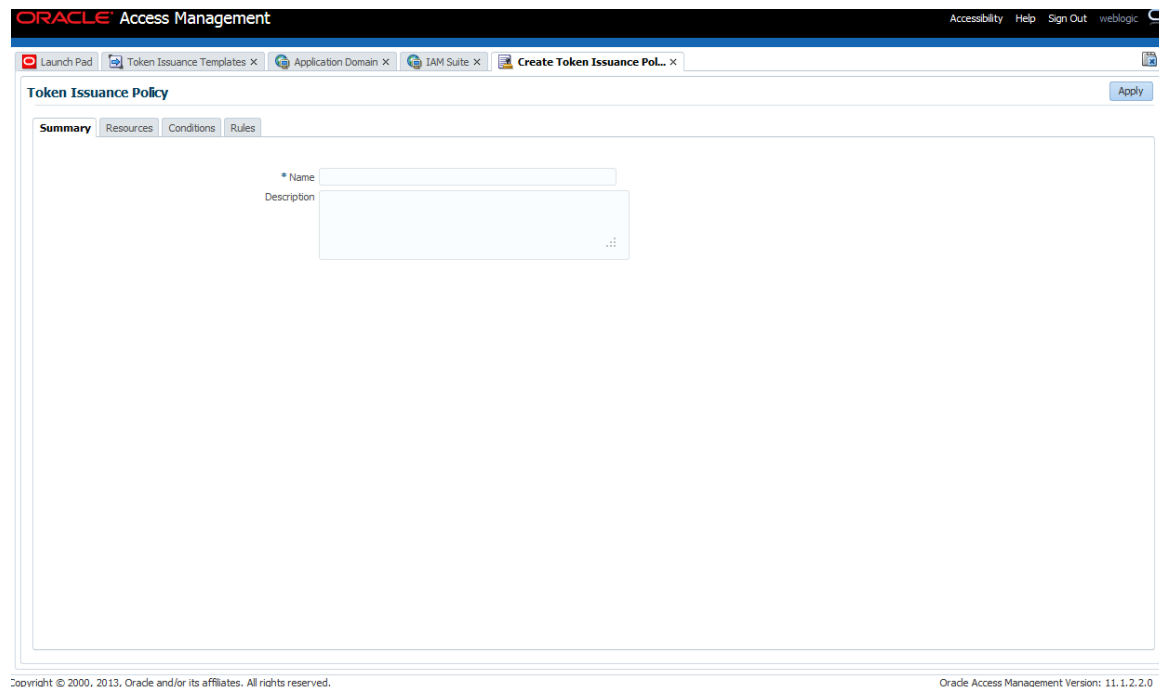 ORACLE Access Management
Accessibility Help Sign Out weblogic
Launch Pad Token Issuance Templates × Application Domain × IAM Suite × Create Token Issuance Pol... ×
Token Issuance Policy
Apply
Summary Resources Conditions Rules
* Name
Description
Copyright © 2000, 2013, Oracle and/or its affiliates. All rights reserved.
Oracle Access Management Version: 11.1.2.2.0